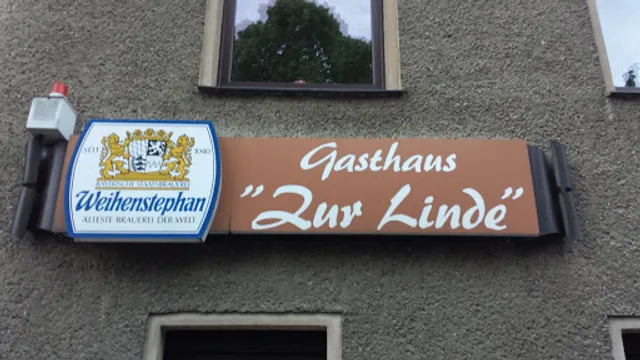 SEIT 1040
BAYERISCHE STAATSBRAUEREI
Weihenstephan
ÄLTESTE BRAUEREI DER WELT
Gasthaus
"Zur Linde"